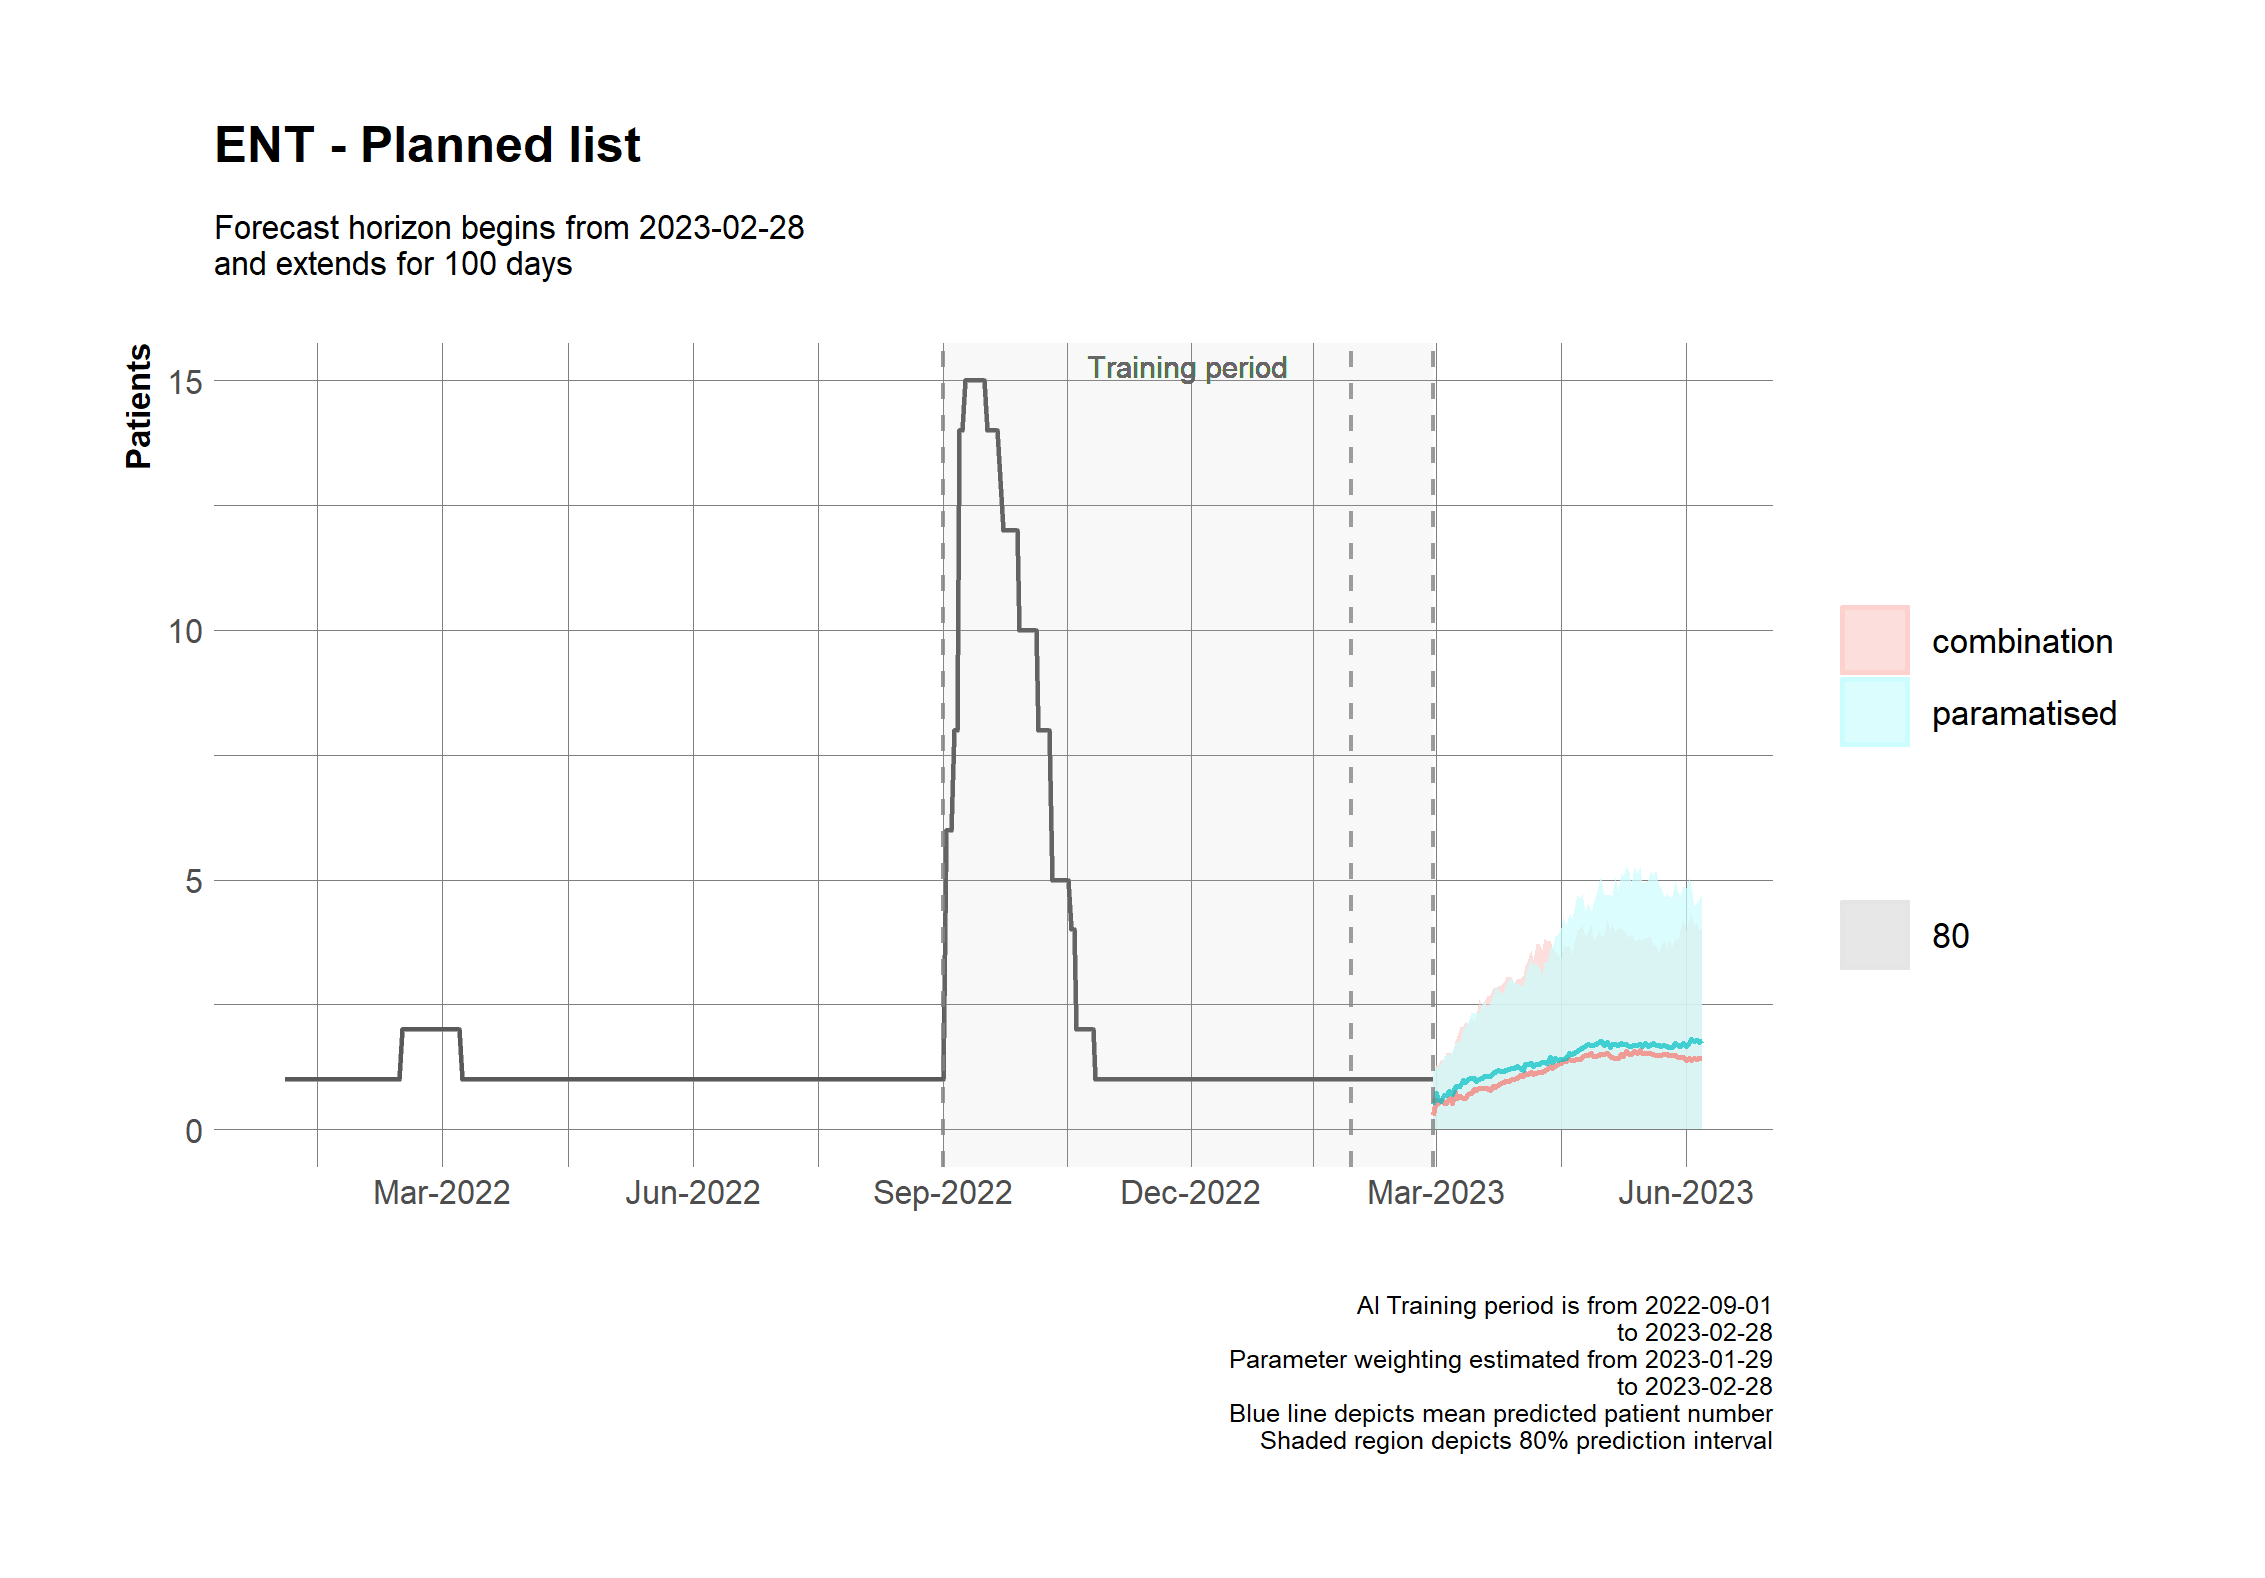 ENT - Planned list
Forecast horizon begins from 2023-02-28
and extends for 100 days
Patients
Training period
15
10
5
0
Mar-2022
Jun-2022
Sep-2022
Dec-2022
Mar-2023
Jun-2023
combination
paramatised
80
AI Training period is from 2022-09-01
to 2023-02-28
Parameter weighting estimated from 2023-01-29
to 2023-02-28
Blue line depicts mean predicted patient number
Shaded region depicts 80% prediction interval